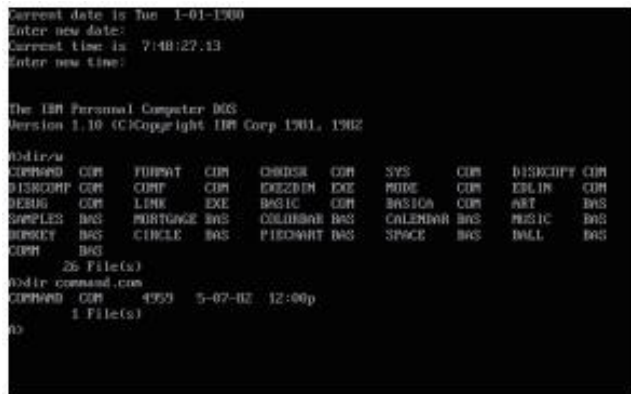 Current date is Tue 1-01-1980
Enter new date:
Current time is 7:48:27.13
Enter new time:
The IBM Personal Computer DOS
Version 1.10 (C)Copyright IBM Corp 1981, 1982
A>dir/w
COMMAND COM FORMAT COM CHKDSK COM SYS COM DISKCOPY COM
DISKCOMP COM COMP COM EXE2BIN EXE MODE COM EDLIN COM
DEBUG COM LINK EXE BASIC COM BASICA COM ART BAS
SAMPLES BAS MORTGAGE BAS COLORBAR BAS CALENDAR BAS MUSIC BAS
DONKEY BAS CIRCLE BAS PIECHART BAS SPACE BAS BALL BAS
COMM BAS
26 File(s)
A>dir command.com
COMMAND COM 4959 5-07-82 12:00p
1 File(s)
A>